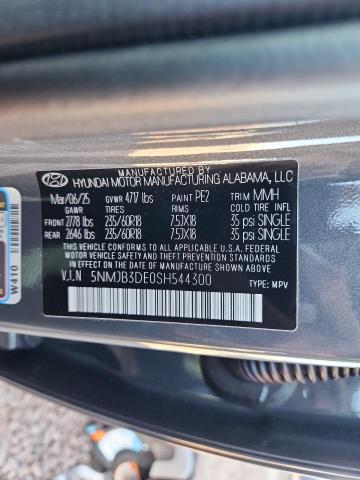 MANUFACTURED BY
HYUNDAI MOTOR MANUFACTURING ALABAMA, LLC
Mar/06/25 GVWR 4717 lbs PAINT PE2 TRIM MMH
GAWR TIRES RIMS COLD TIRE INFL
FRONT 2778 lbs 235/60R18 7.5JX18 35 psi SINGLE
REAR 2646 lbs 235/60R18 7.5JX18 35 psi SINGLE
THIS VEHICLE CONFORMS TO ALL APPLICABLE U.S.A. FEDERAL
MOTOR VEHICLE SAFETY AND THEFT PREVENTION STANDARDS
IN EFFECT ON THE DATE OF MANUFACTURE SHOWN ABOVE.
V.I.N 5NMJB3DE0SH544300 TYPE: MPV
W410